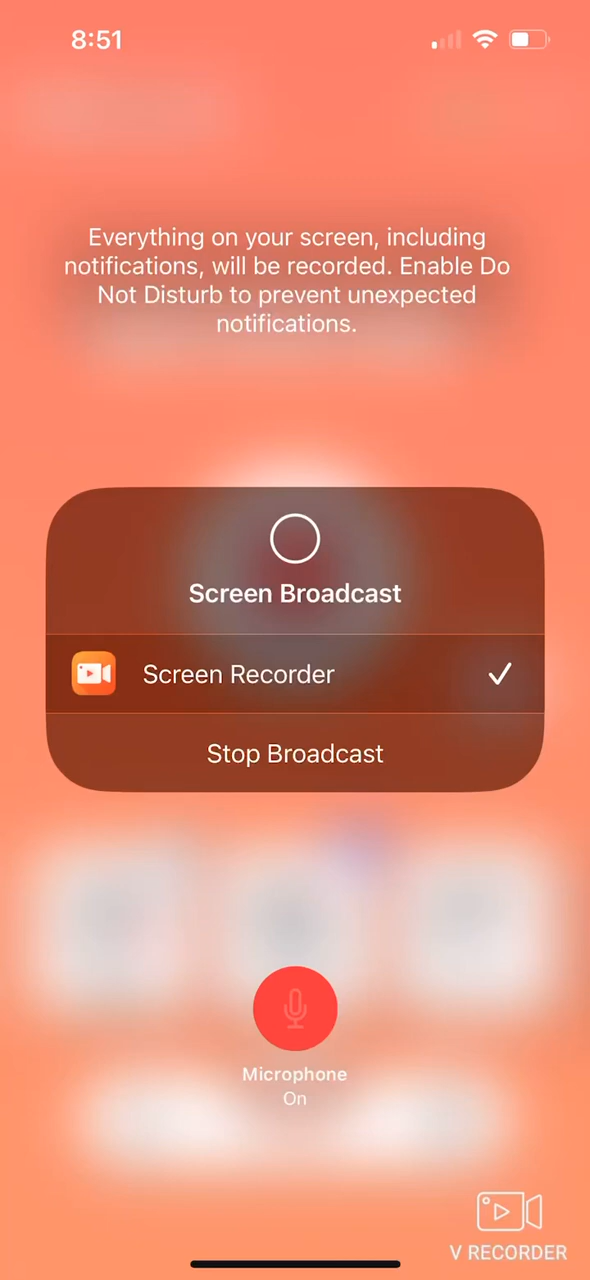 8:51
Everything on your screen, including
notifications, will be recorded. Enable Do
Not Disturb to prevent unexpected
notifications.
Screen Broadcast
Screen Recorder
Stop Broadcast
Microphone
On
V RECORDER